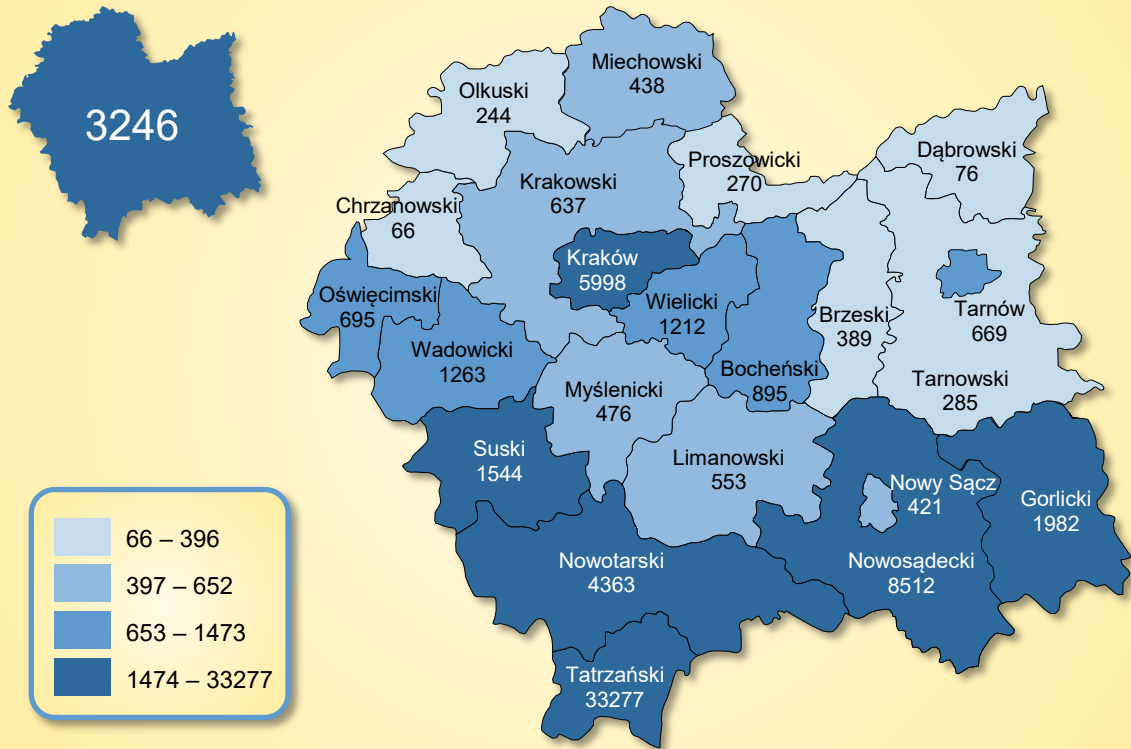 3246
Miechowski
438
Olkuski
244
Dąbrowski
76
Proszowicki
270
Krakowski
637
Chrzanowski
66
Kraków
5998
Oświęcimski
695
Wielicki
1212
Brzeski
389
Tarnów
669
Wadowicki
1263
Bocheński
895
Tarnowski
285
Myślenicki
476
Suski
1544
Limanowski
553
Nowy Sącz
421
Gorlicki
1982
Nowotarski
4363
Nowosądecki
8512
Tatrzański
33277
66 – 396
397 – 652
653 – 1473
1474 – 33277